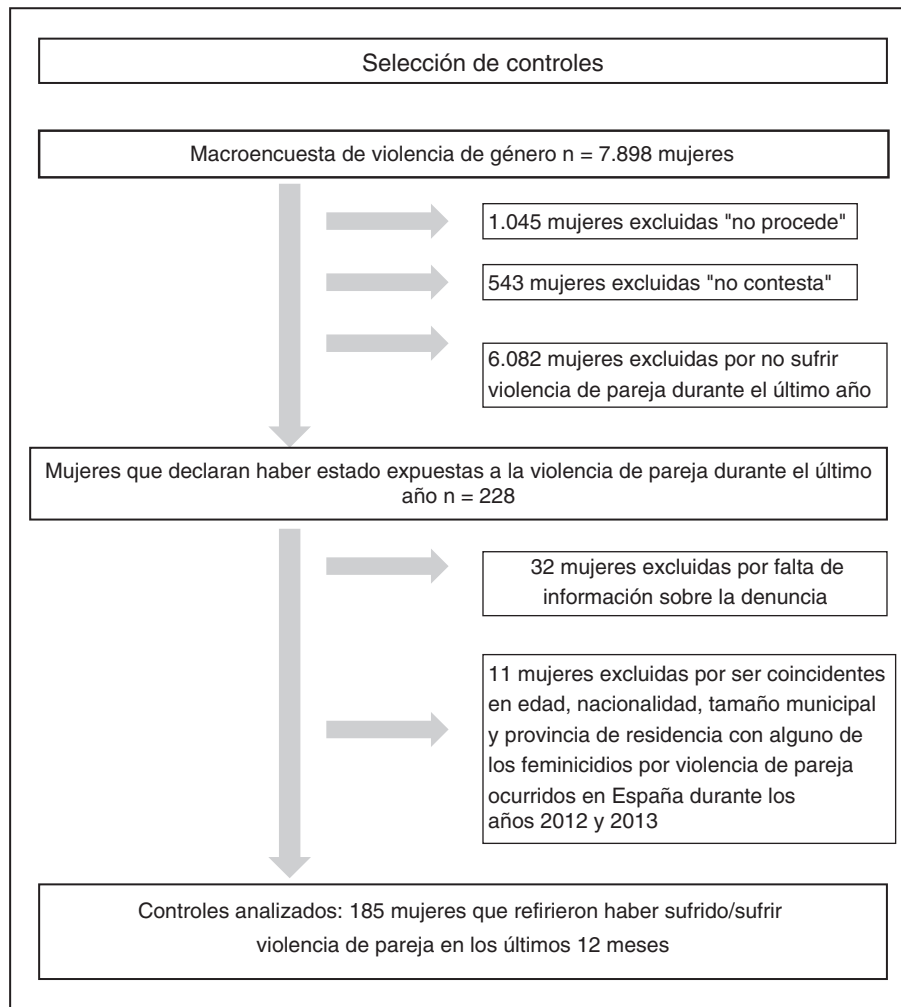 Selección de controles
Macroencuesta de violencia de género n = 7.898 mujeres
1.045 mujeres excluidas "no procede"
543 mujeres excluidas "no contesta"
6.082 mujeres excluidas por no sufrir
violencia de pareja durante el último año
Mujeres que declaran haber estado expuestas a la violencia de pareja durante el último
año n = 228
32 mujeres excluidas por falta de
información sobre la denuncia
11 mujeres excluidas por ser coincidentes
en edad, nacionalidad, tamaño municipal
y provincia de residencia con alguno de
los feminicidios por violencia de pareja
ocurridos en España durante los
años 2012 y 2013
Controles analizados: 185 mujeres que refirieron haber sufrido/sufrir
violencia de pareja en los últimos 12 meses